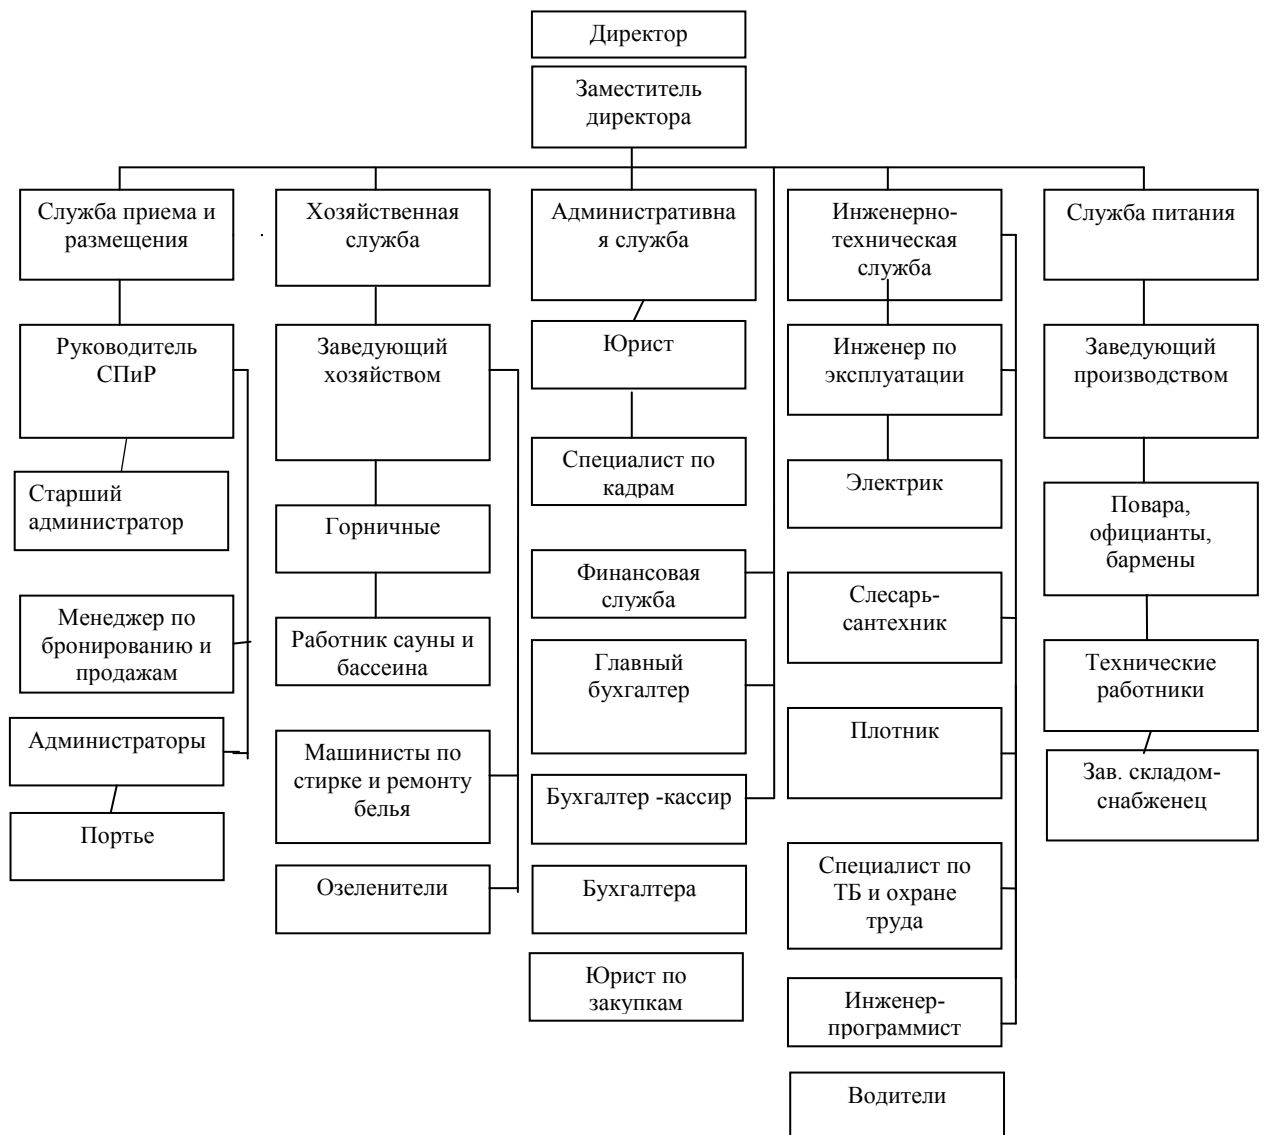 Директор
Заместитель
директора
Служба приема и
размещения
Хозяйственная
служба
Административна
я служба
Инженерно-
техническая
служба
Служба питания
Руководитель
СПиР
Заведующий
хозяйством
Юрист
Инженер по
эксплуатации
Заведующий
производством
Старший
администратор
Горничные
Специалист по
кадрам
Электрик
Повара,
официанты,
бармены
Менеджер по
бронированию и
продажам
Работник сауны и
бассеина
Финансовая
служба
Слесарь-
сантехник
Технические
работники
Главный
бухгалтер
Администраторы
Машинисты по
стирке и ремонту
белья
Плотник
Зав. складом-
снабженец
Бухгалтер -кассир
Портье
Озеленители
Бухгалтера
Специалист по
ТБ и охране
труда
Юрист по
закупкам
Инженер-
программист
Водители